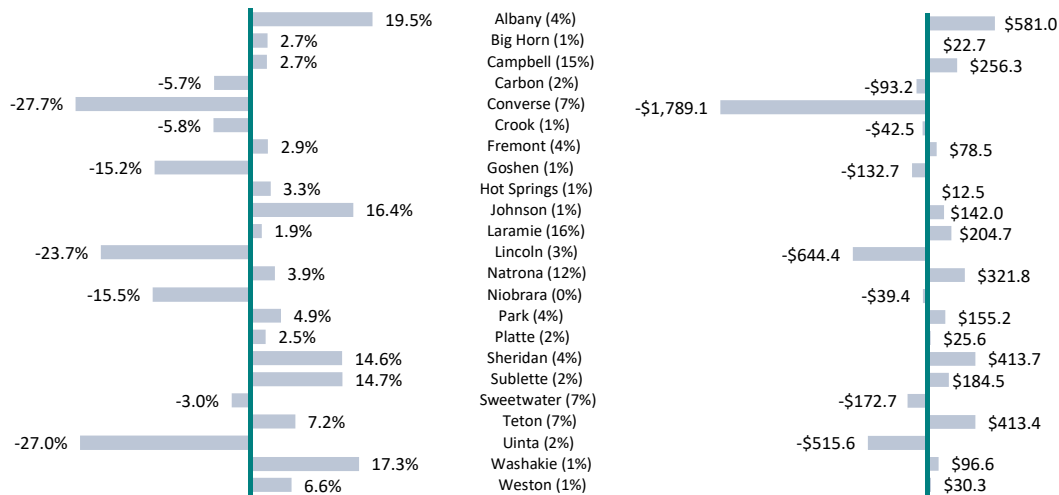 19.5% Albany (4%) $581.0
2.7% Big Horn (1%) $22.7
2.7% Campbell (15%) $256.3
-5.7% Carbon (2%) -$93.2
-27.7% Converse (7%) -$1,789.1
-5.8% Crook (1%) -$42.5
2.9% Fremont (4%) $78.5
-15.2% Goshen (1%) -$132.7
3.3% Hot Springs (1%) $12.5
16.4% Johnson (1%) $142.0
1.9% Laramie (16%) $204.7
-23.7% Lincoln (3%) -$644.4
3.9% Natrona (12%) $321.8
-15.5% Niobrara (0%) -$39.4
4.9% Park (4%) $155.2
2.5% Platte (2%) $25.6
14.6% Sheridan (4%) $413.7
14.7% Sublette (2%) $184.5
-3.0% Sweetwater (7%) -$172.7
7.2% Teton (7%) $413.4
-27.0% Uinta (2%) -$515.6
17.3% Washakie (1%) $96.6
6.6% Weston (1%) $30.3